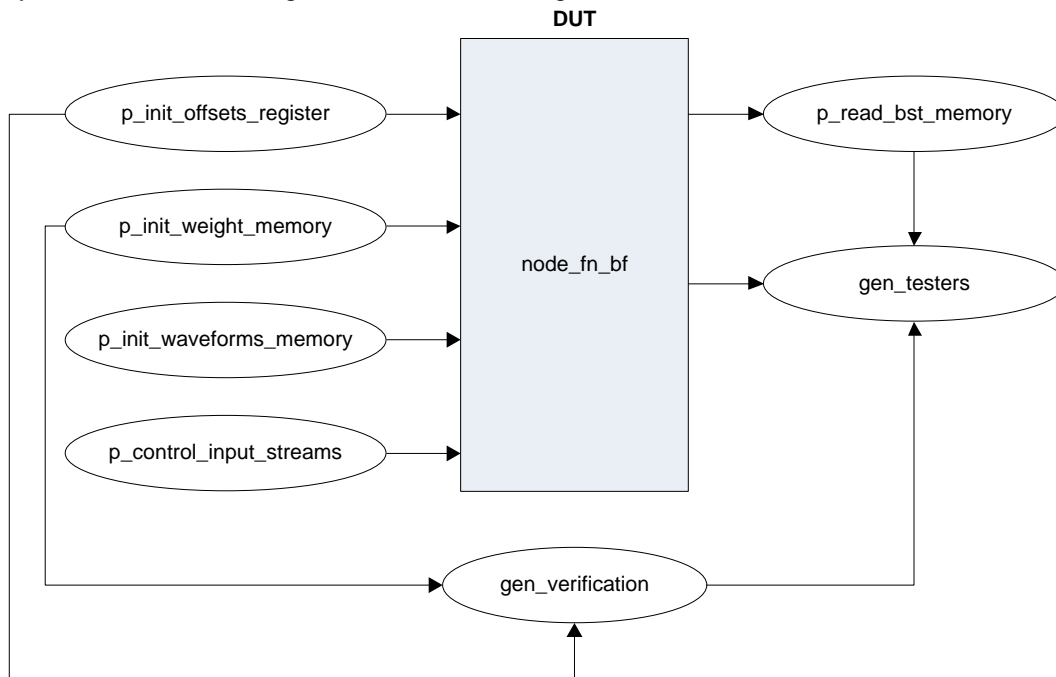 DUT
p_init_offsets_register
p_read_bst_memory
p_init_weight_memory
node_fn_bf
gen_testers
p_init_waveforms_memory
p_control_input_streams
gen_verification